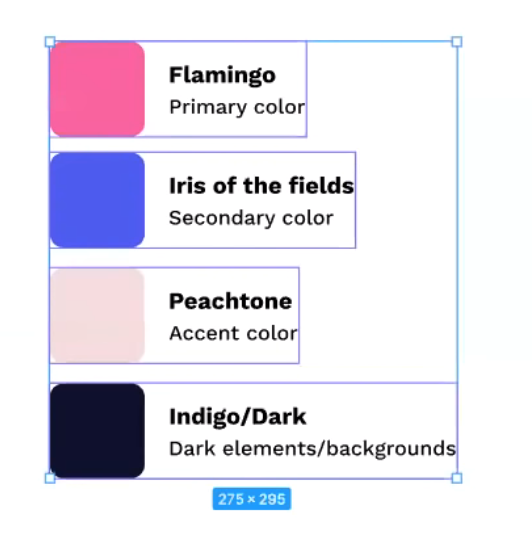 Flamingo
Primary color
Iris of the fields
Secondary color
Peachtone
Accent color
Indigo/Dark
Dark elements/backgrounds
275 × 295